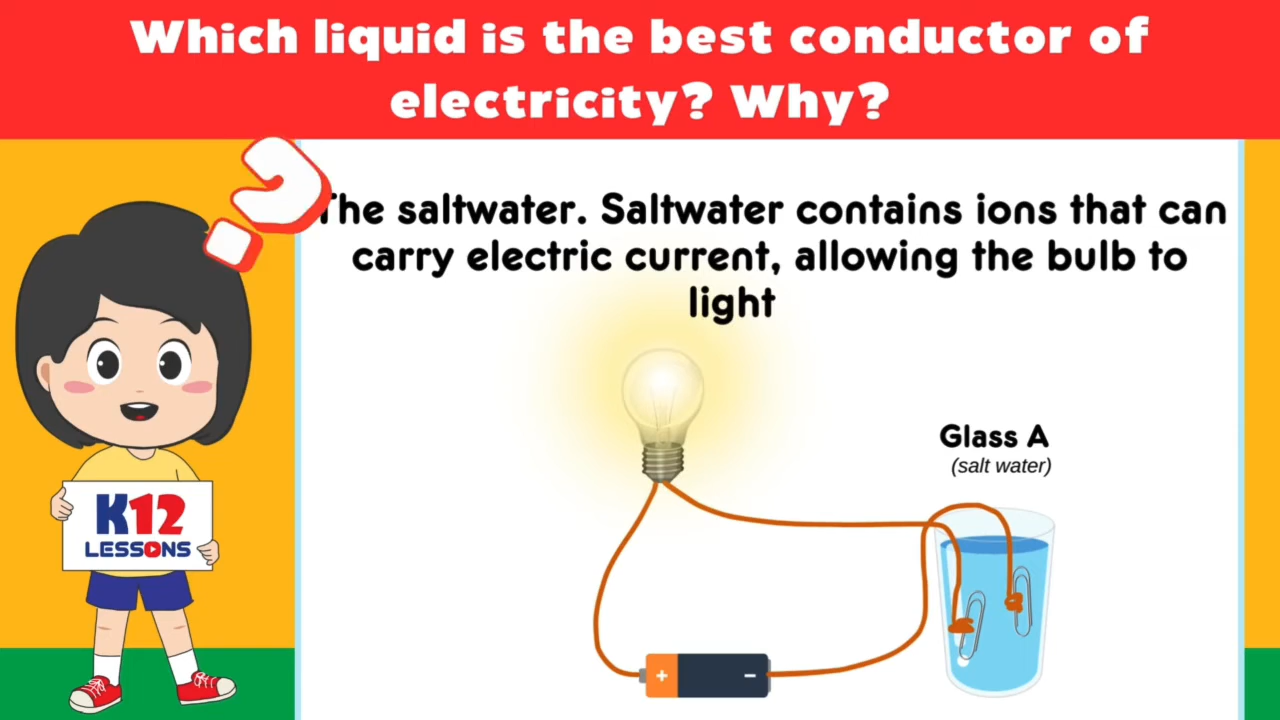 Which liquid is the best conductor of
electricity? Why?
The saltwater. Saltwater contains ions that can
carry electric current, allowing the bulb to
light
Glass A
(salt water)
K12
LESSONS
+
−